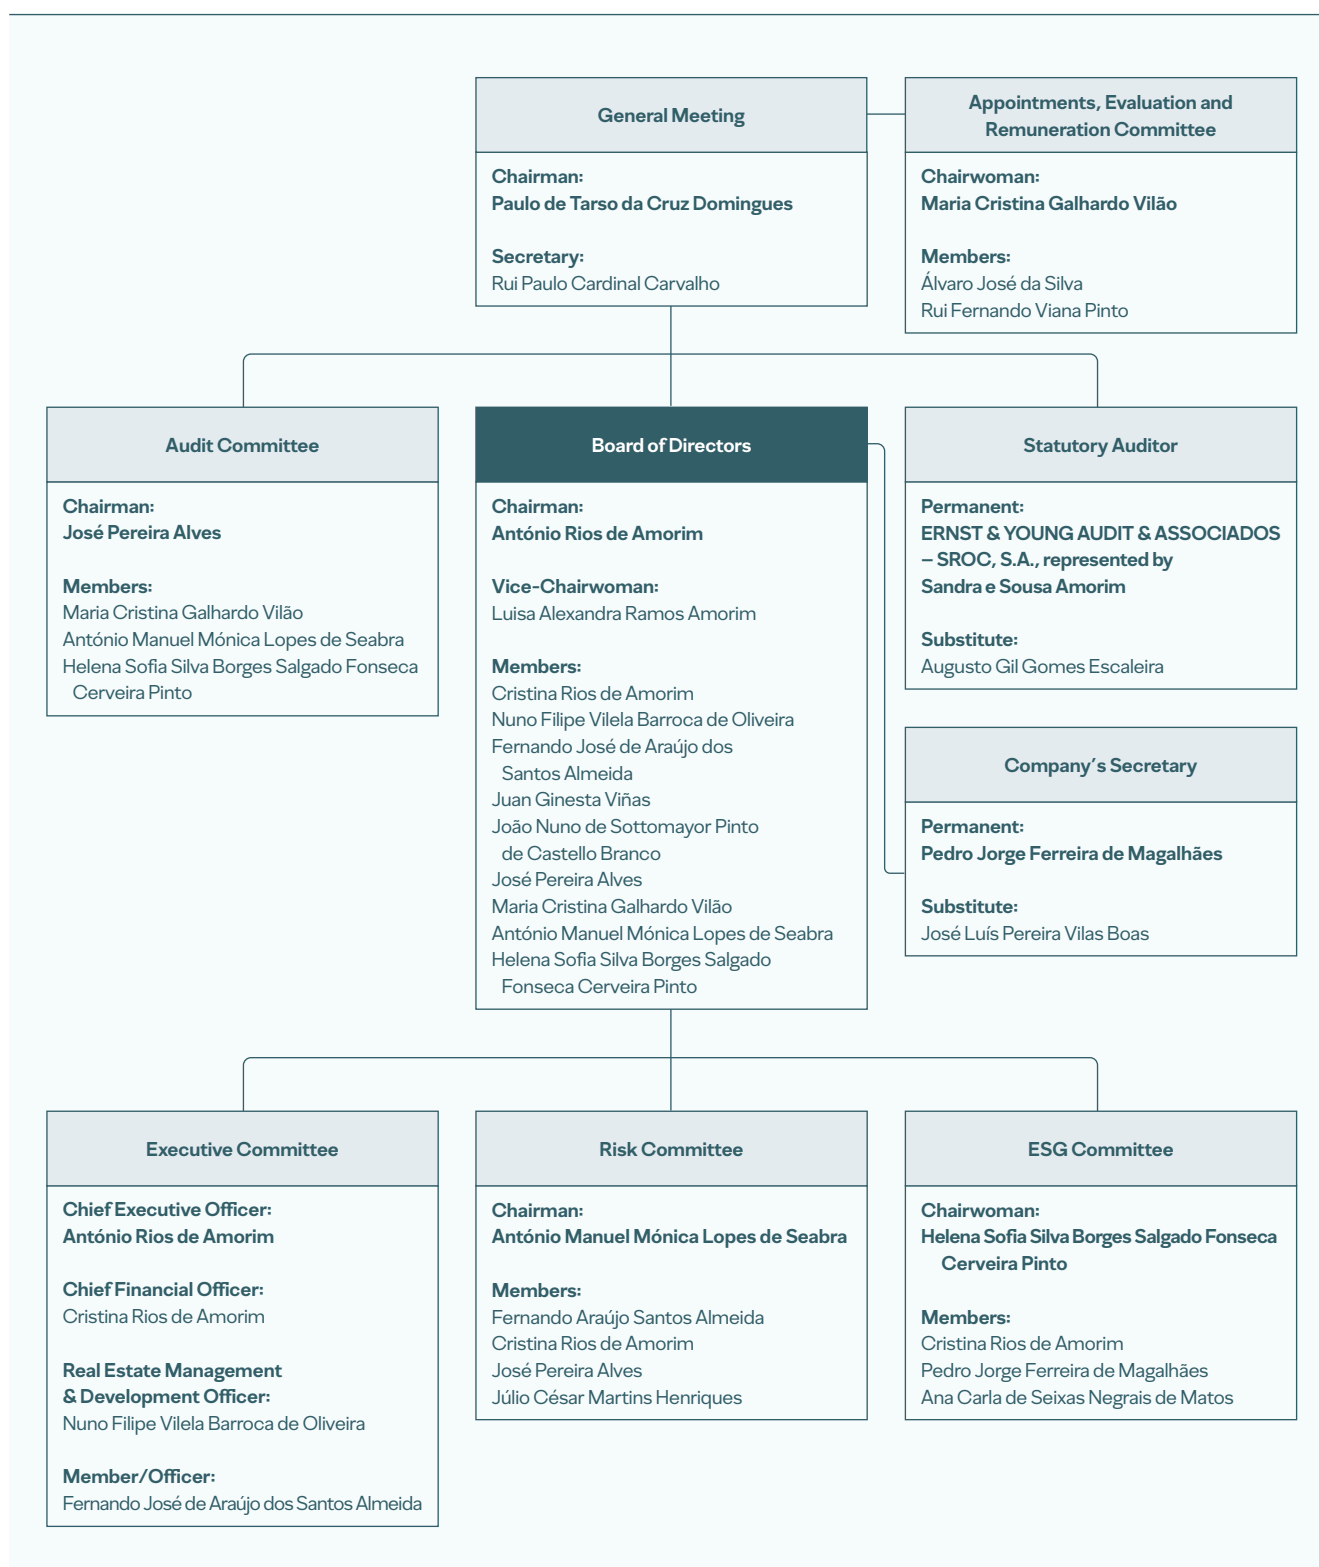 General Meeting
Chairman:
Paulo de Tarso da Cruz Domingues
Secretary:
Rui Paulo Cardinal Carvalho
Appointments, Evaluation and
Remuneration Committee
Chairwoman:
Maria Cristina Galhardo Vilão
Members:
Álvaro José da Silva
Rui Fernando Viana Pinto
Audit Committee
Chairman:
José Pereira Alves
Members:
Maria Cristina Galhardo Vilão
António Manuel Mónica Lopes de Seabra
Helena Sofia Silva Borges Salgado Fonseca
Cerveira Pinto
Board of Directors
Chairman:
António Rios de Amorim
Vice-Chairwoman:
Luisa Alexandra Ramos Amorim
Members:
Cristina Rios de Amorim
Nuno Filipe Vilela Barroca de Oliveira
Fernando José de Araújo dos
Santos Almeida
Juan Ginesta Viñas
João Nuno de Sottomayor Pinto
de Castello Branco
José Pereira Alves
Maria Cristina Galhardo Vilão
António Manuel Mónica Lopes de Seabra
Helena Sofia Silva Borges Salgado
Fonseca Cerveira Pinto
Statutory Auditor
Permanent:
ERNST & YOUNG AUDIT & ASSOCIADOS
– SROC, S.A., represented by
Sandra e Sousa Amorim
Substitute:
Augusto Gil Gomes Escaleira
Company’s Secretary
Permanent:
Pedro Jorge Ferreira de Magalhães
Substitute:
José Luís Pereira Vilas Boas
Executive Committee
Chief Executive Officer:
António Rios de Amorim
Chief Financial Officer:
Cristina Rios de Amorim
Real Estate Management
& Development Officer:
Nuno Filipe Vilela Barroca de Oliveira
Member/Officer:
Fernando José de Araújo dos Santos Almeida
Risk Committee
Chairman:
António Manuel Mónica Lopes de Seabra
Members:
Fernando Araújo Santos Almeida
Cristina Rios de Amorim
José Pereira Alves
Júlio César Martins Henriques
ESG Committee
Chairwoman:
Helena Sofia Silva Borges Salgado Fonseca
Cerveira Pinto
Members:
Cristina Rios de Amorim
Pedro Jorge Ferreira de Magalhães
Ana Carla de Seixas Negrais de Matos